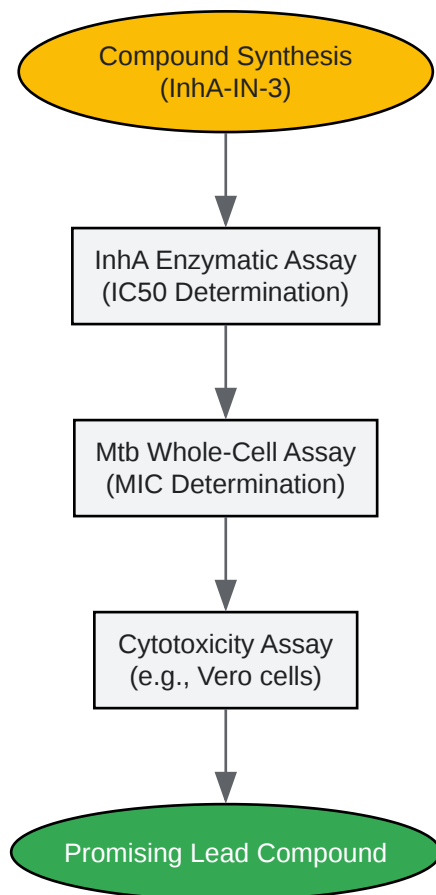 Compound Synthesis
(InhA-IN-3)
InhA Enzymatic Assay
(IC50 Determination)
Mtb Whole-Cell Assay
(MIC Determination)
Cytotoxicity Assay
(e.g., Vero cells)
Promising Lead Compound